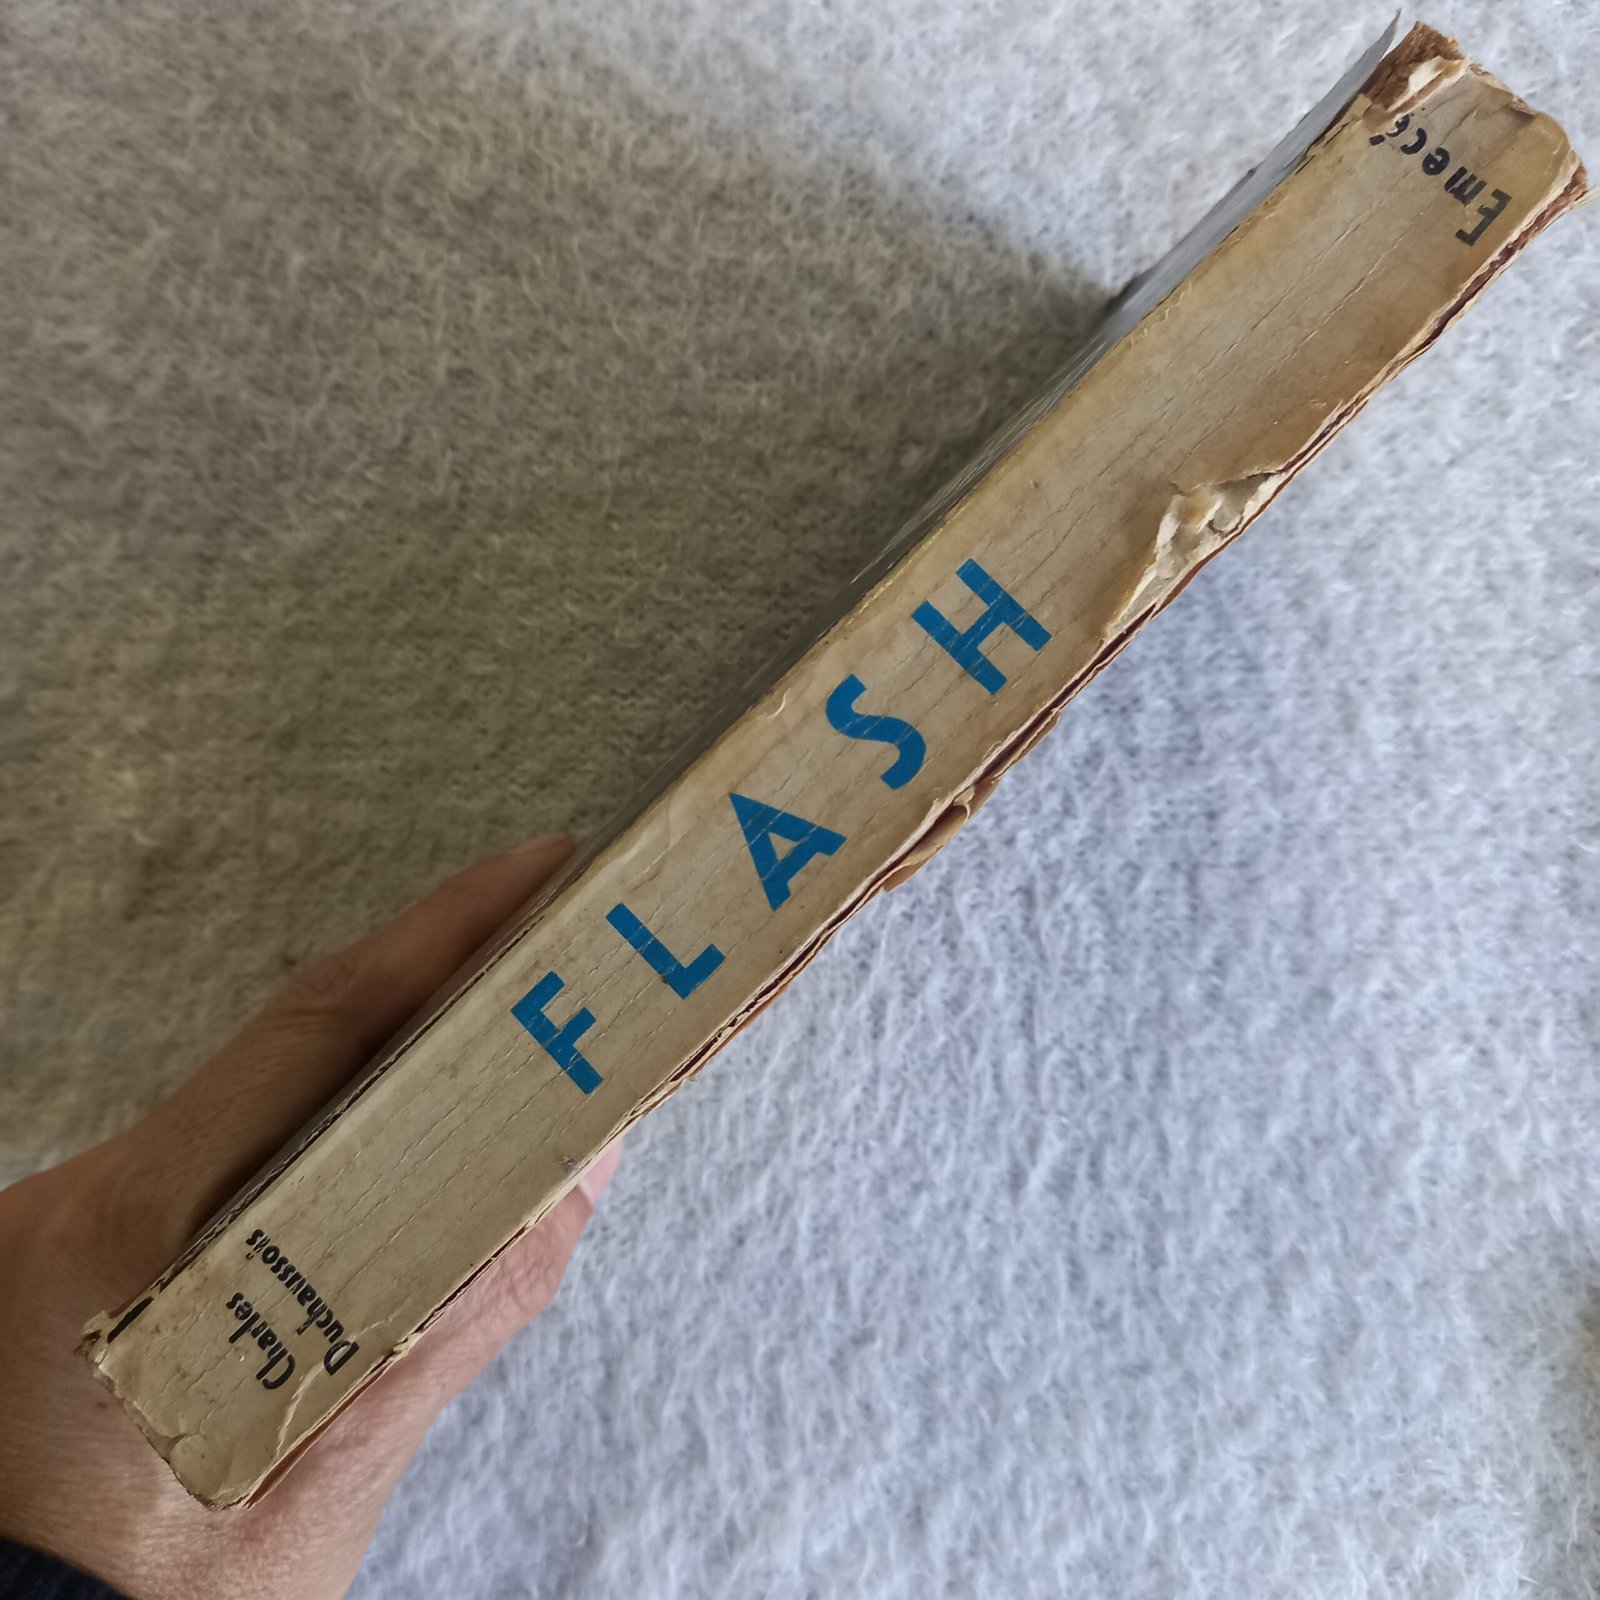 Charles
Duchaussois
FLASH
Emecé